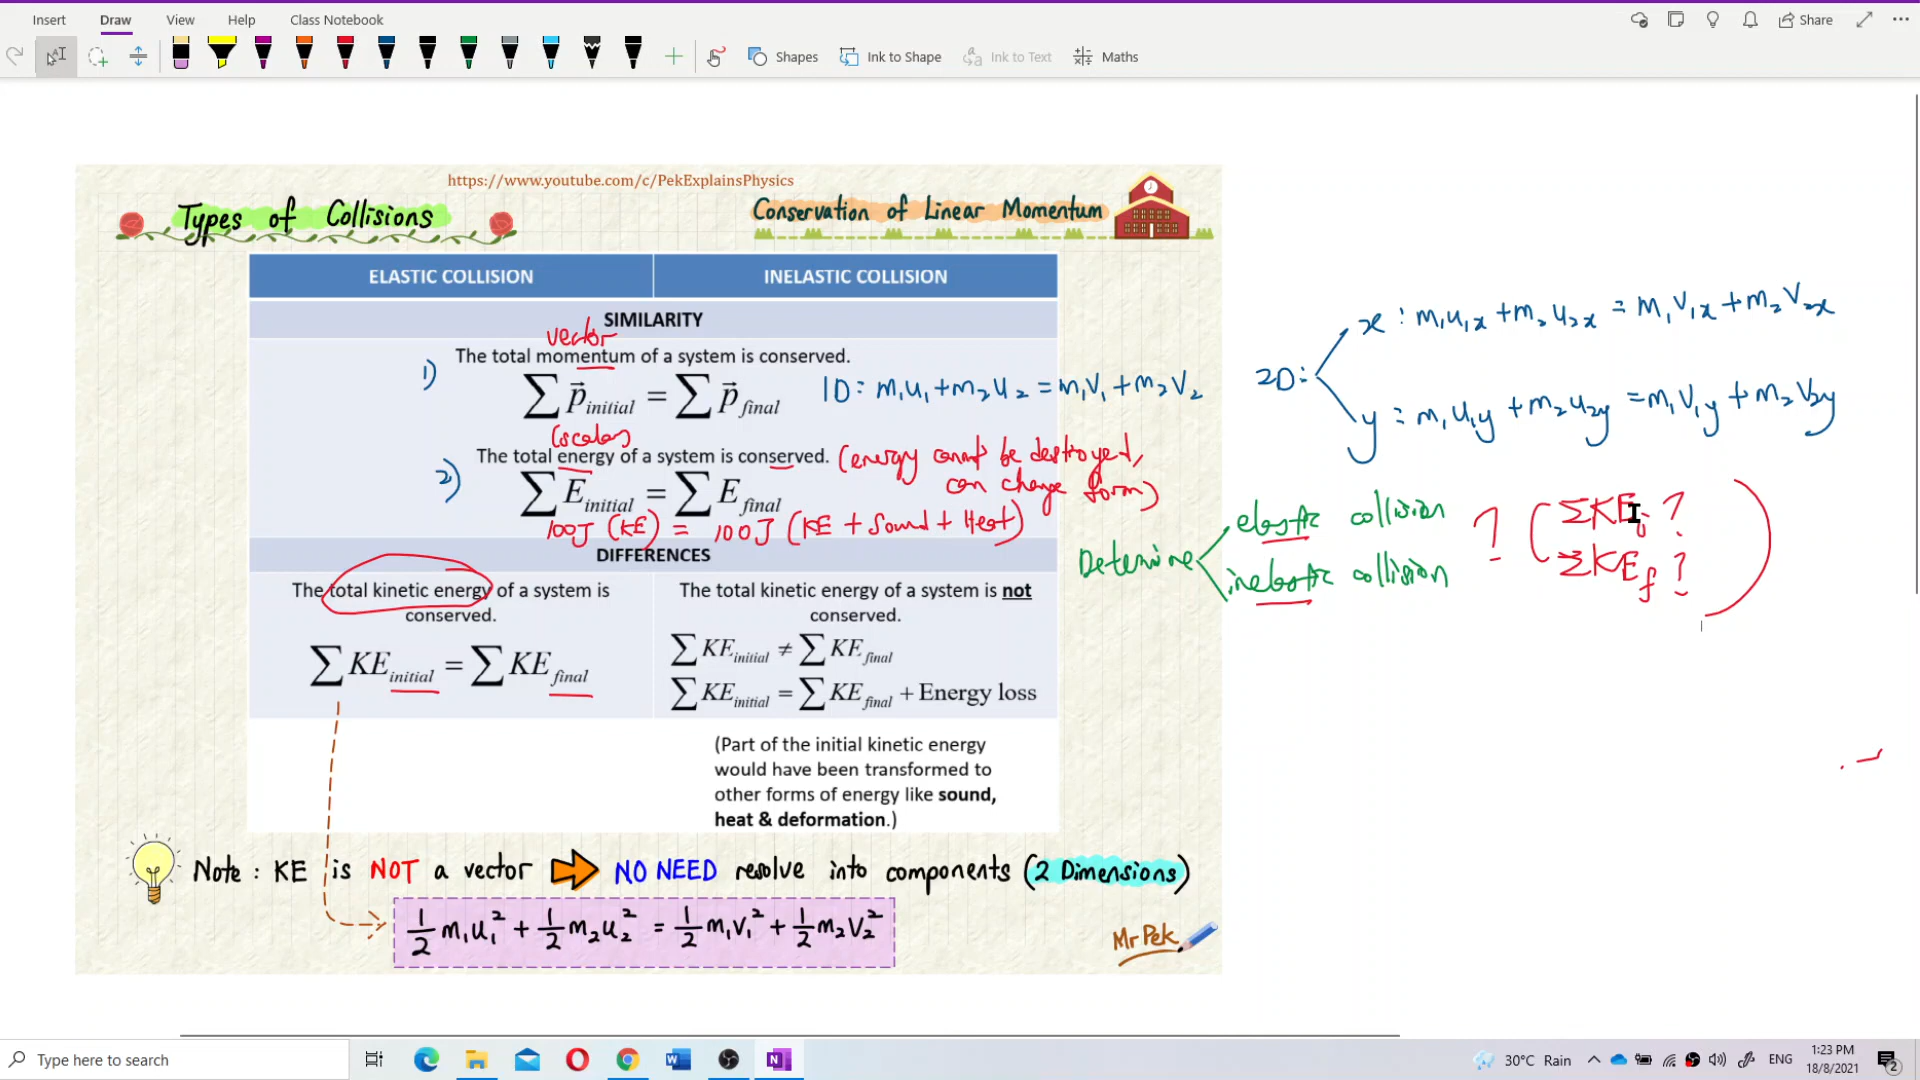 Insert Draw View Help Class Notebook Share
Shapes Ink to Shape Ink to Text Maths
https://www.youtube.com/c/PekExplainsPhysics
Types of Collisions
Conservation of Linear Momentum
ELASTIC COLLISION INELASTIC COLLISION
SIMILARITY
vector
The total momentum of a system is conserved.
1) ∑ p⃗ initial = ∑ p⃗ final 1D: m₁u₁ + m₂u₂ = m₁v₁ + m₂v₂
(scalar)
The total energy of a system is conserved. (energy cannot be destroyed,
can change form)
2) ∑ E initial = ∑ E final
100J (KE) = 100J (KE + Sound + Heat)
DIFFERENCES
The total kinetic energy of a system is
conserved.
∑ KE initial = ∑ KE final
The total kinetic energy of a system is not
conserved.
∑ KE initial ≠ ∑ KE final
∑ KE initial = ∑ KE final + Energy loss
(Part of the initial kinetic energy
would have been transformed to
other forms of energy like sound,
heat & deformation.)
Note : KE is NOT a vector NO NEED resolve into components (2 Dimensions)
½ m₁u₁² + ½ m₂u₂² = ½ m₁v₁² + ½ m₂v₂²
Mr Pek
2D:
x : m₁u₁x + m₂u₂x = m₁v₁x + m₂v₂x
y : m₁u₁y + m₂u₂y = m₁v₁y + m₂v₂y
Determine
elastic collision
inelastic collision
? ( ∑KEi ?
∑KEf ? )
Type here to search
30°C Rain ENG
1:23 PM
18/8/2021
2